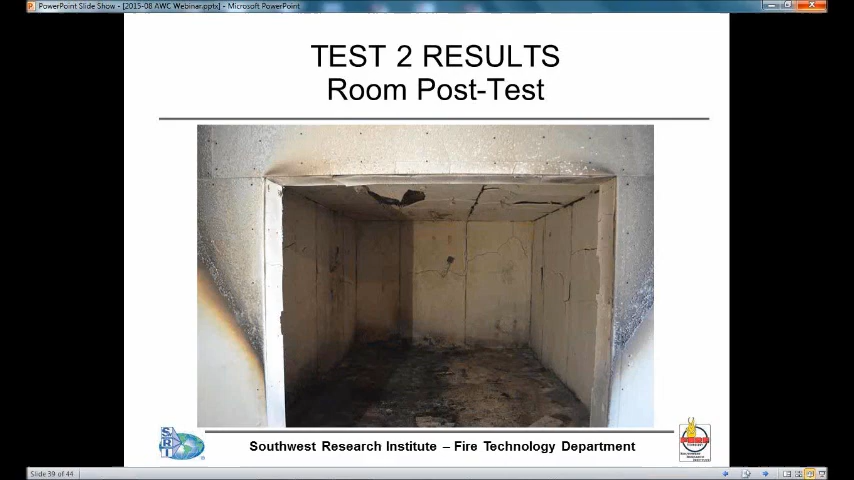 PowerPoint Slide Show - [2015-08 AWC Webinar.pptx] - Microsoft PowerPoint
TEST 2 RESULTS
Room Post-Test
Southwest Research Institute – Fire Technology Department
Slide 39 of 44